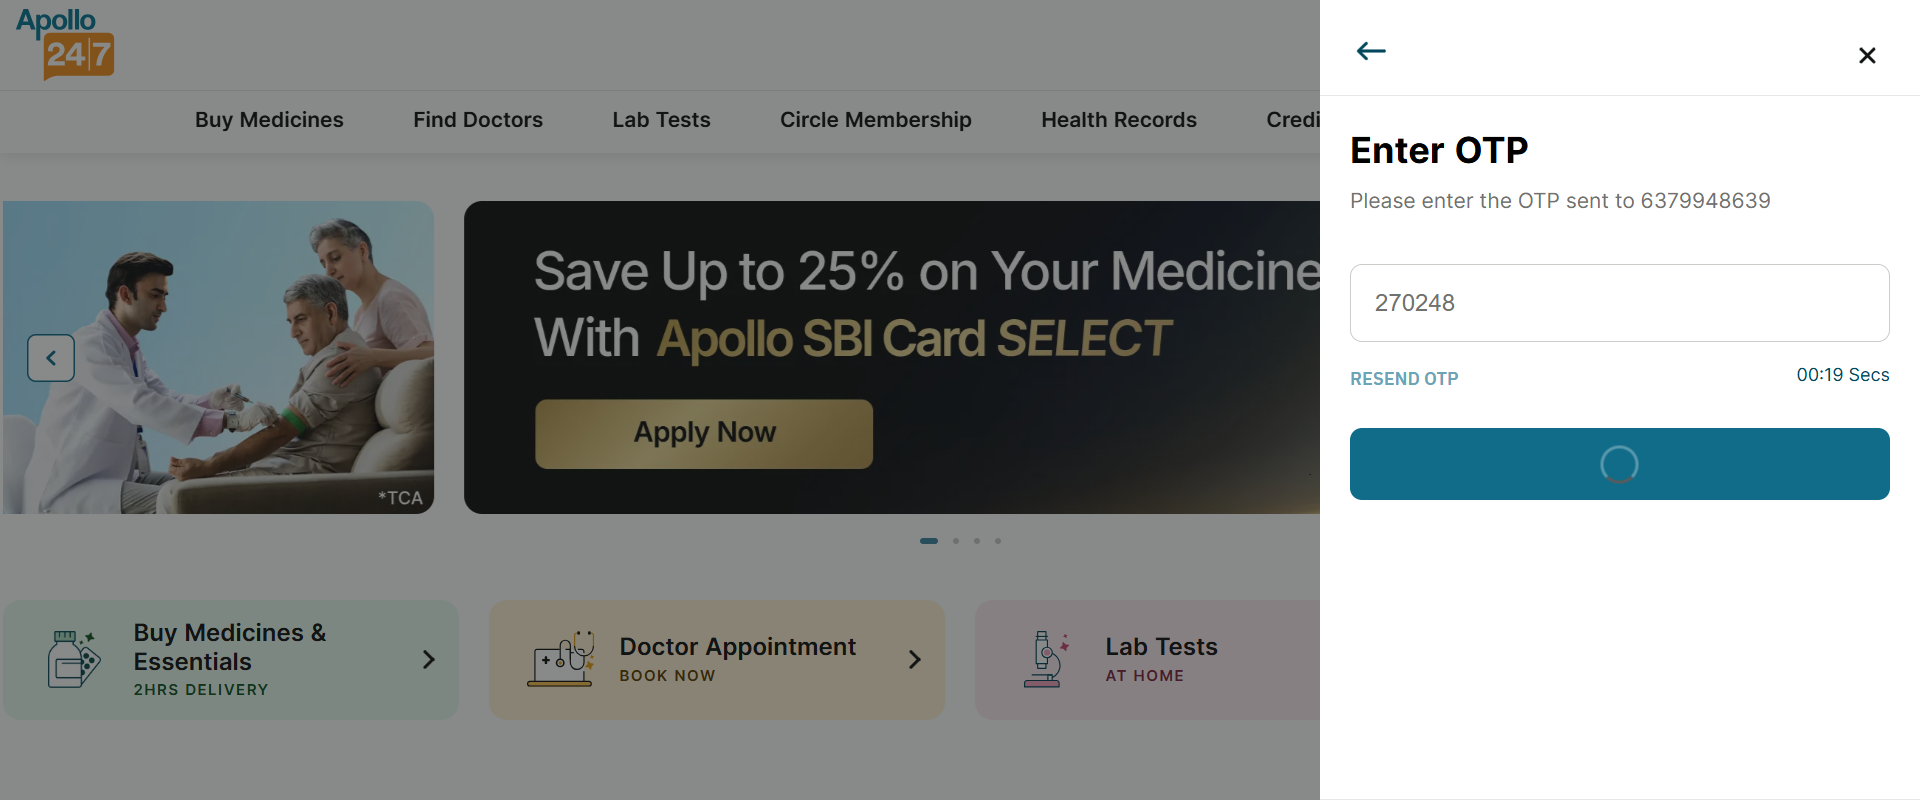 Apollo
24|7
Buy Medicines
Find Doctors
Lab Tests
Circle Membership
Health Records
Credi
*TCA
Save Up to 25% on Your Medicine
With Apollo SBI Card SELECT
Apply Now
Buy Medicines &
Essentials
2HRS DELIVERY
Doctor Appointment
BOOK NOW
Lab Tests
AT HOME
Enter OTP
Please enter the OTP sent to 6379948639
270248
RESEND OTP
00:19 Secs